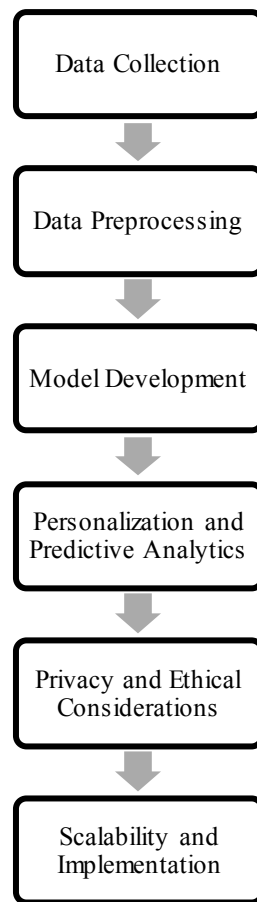 Data Collection
Data Preprocessing
Model Development
Personalization and
Predictive Analytics
Privacy and Ethical
Considerations
Scalability and
Implementation